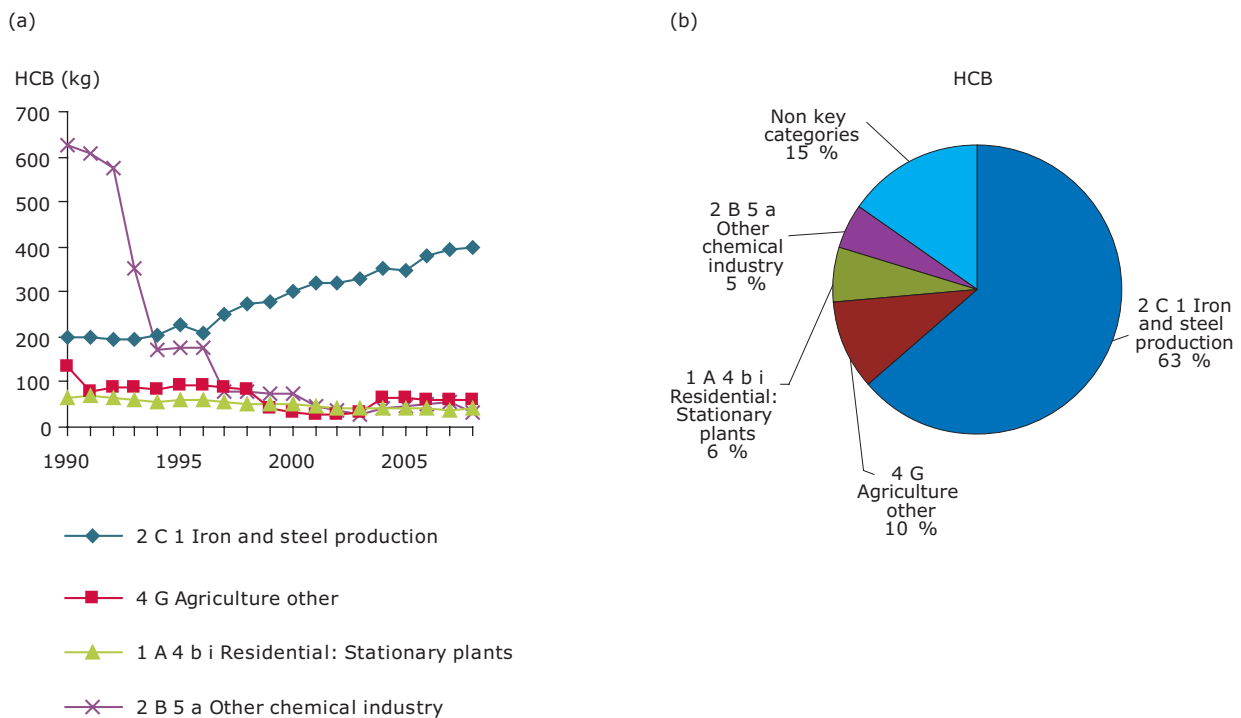 (a)
HCB (kg)
700
600
500
400
300
200
100
0
1990
1995
2000
2005
2 C 1 Iron and steel production
4 G Agriculture other
1 A 4 b i Residential: Stationary plants
2 B 5 a Other chemical industry
(b)
HCB
Non key
categories
15 %
2 B 5 a
Other
chemical
industry
5 %
1 A 4 b i
Residential:
Stationary
plants
6 %
4 G
Agriculture
other
10 %
2 C 1 Iron
and steel
production
63 %